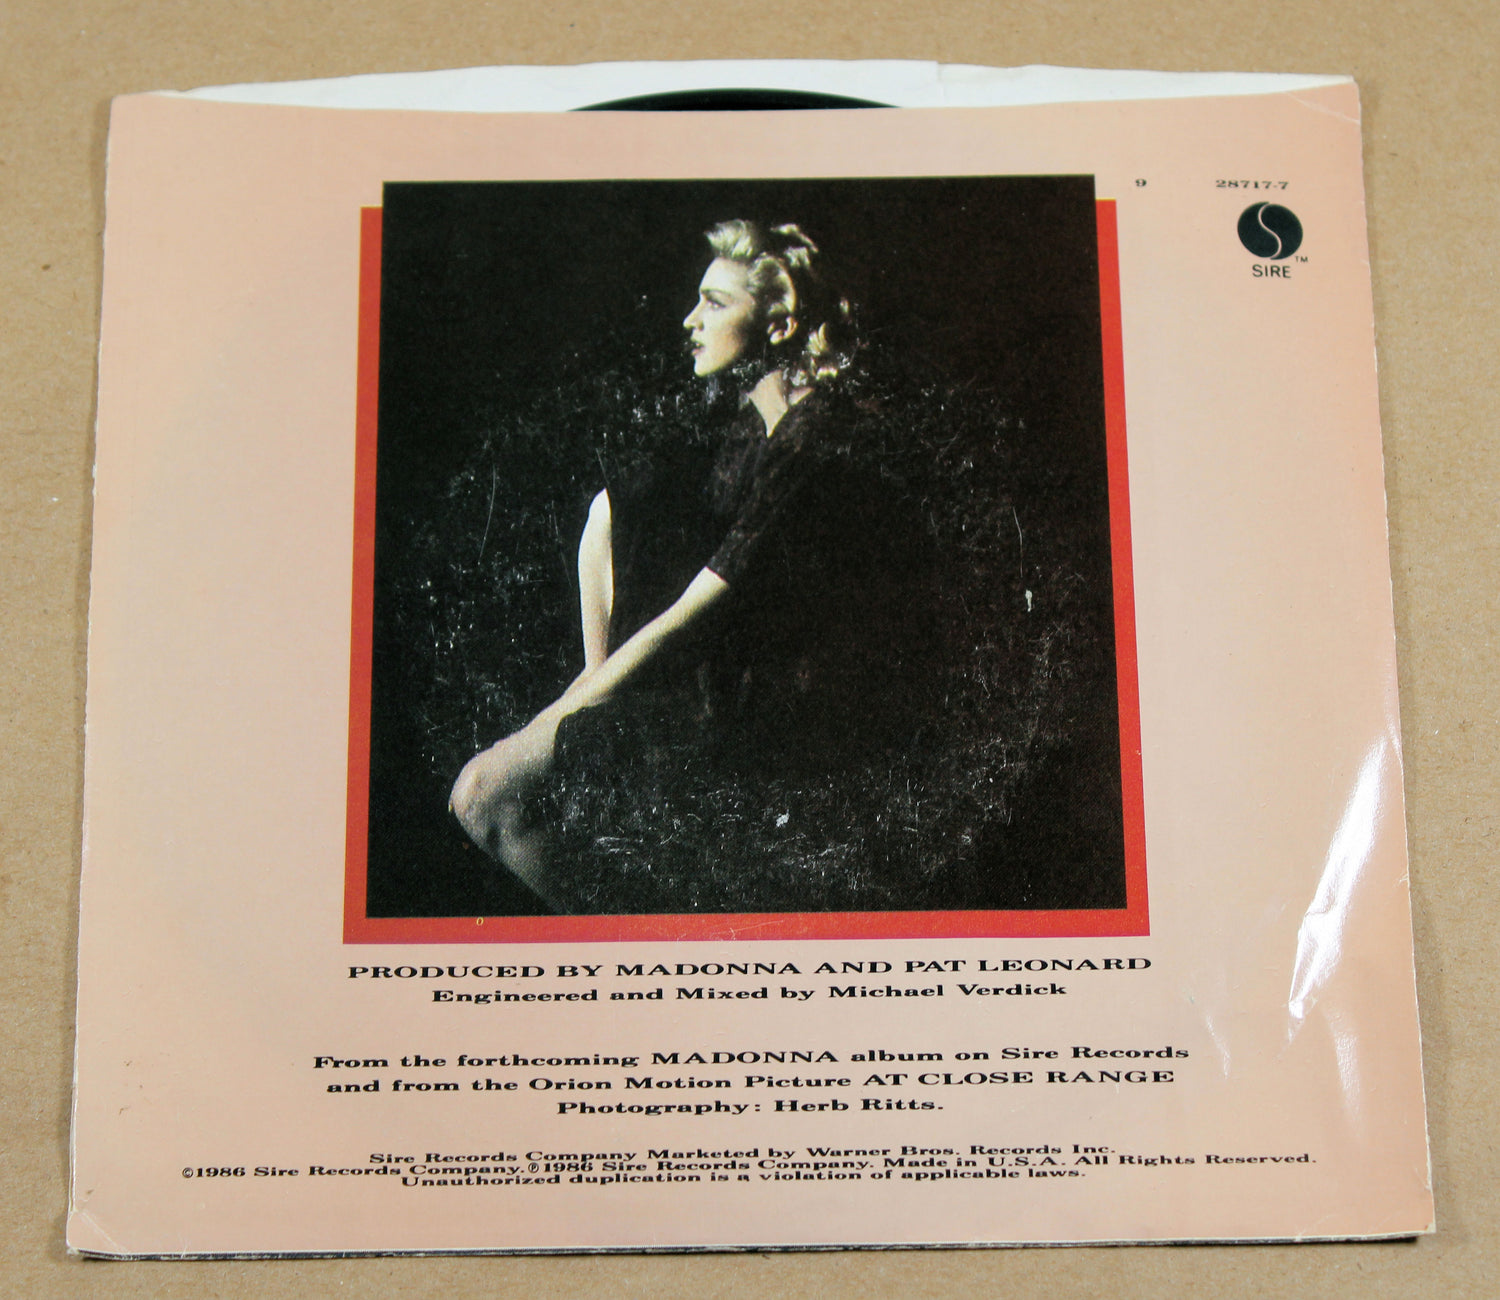 9 28717-7
SIRE™
PRODUCED BY MADONNA AND PAT LEONARD
Engineered and Mixed by Michael Verdick
From the forthcoming MADONNA album on Sire Records
and from the Orion Motion Picture AT CLOSE RANGE
Photography: Herb Ritts.
Sire Records Company Marketed by Warner Bros. Records Inc.
©1986 Sire Records Company.℗1986 Sire Records Company. Made in U.S.A. All Rights Reserved.
Unauthorized duplication is a violation of applicable laws.